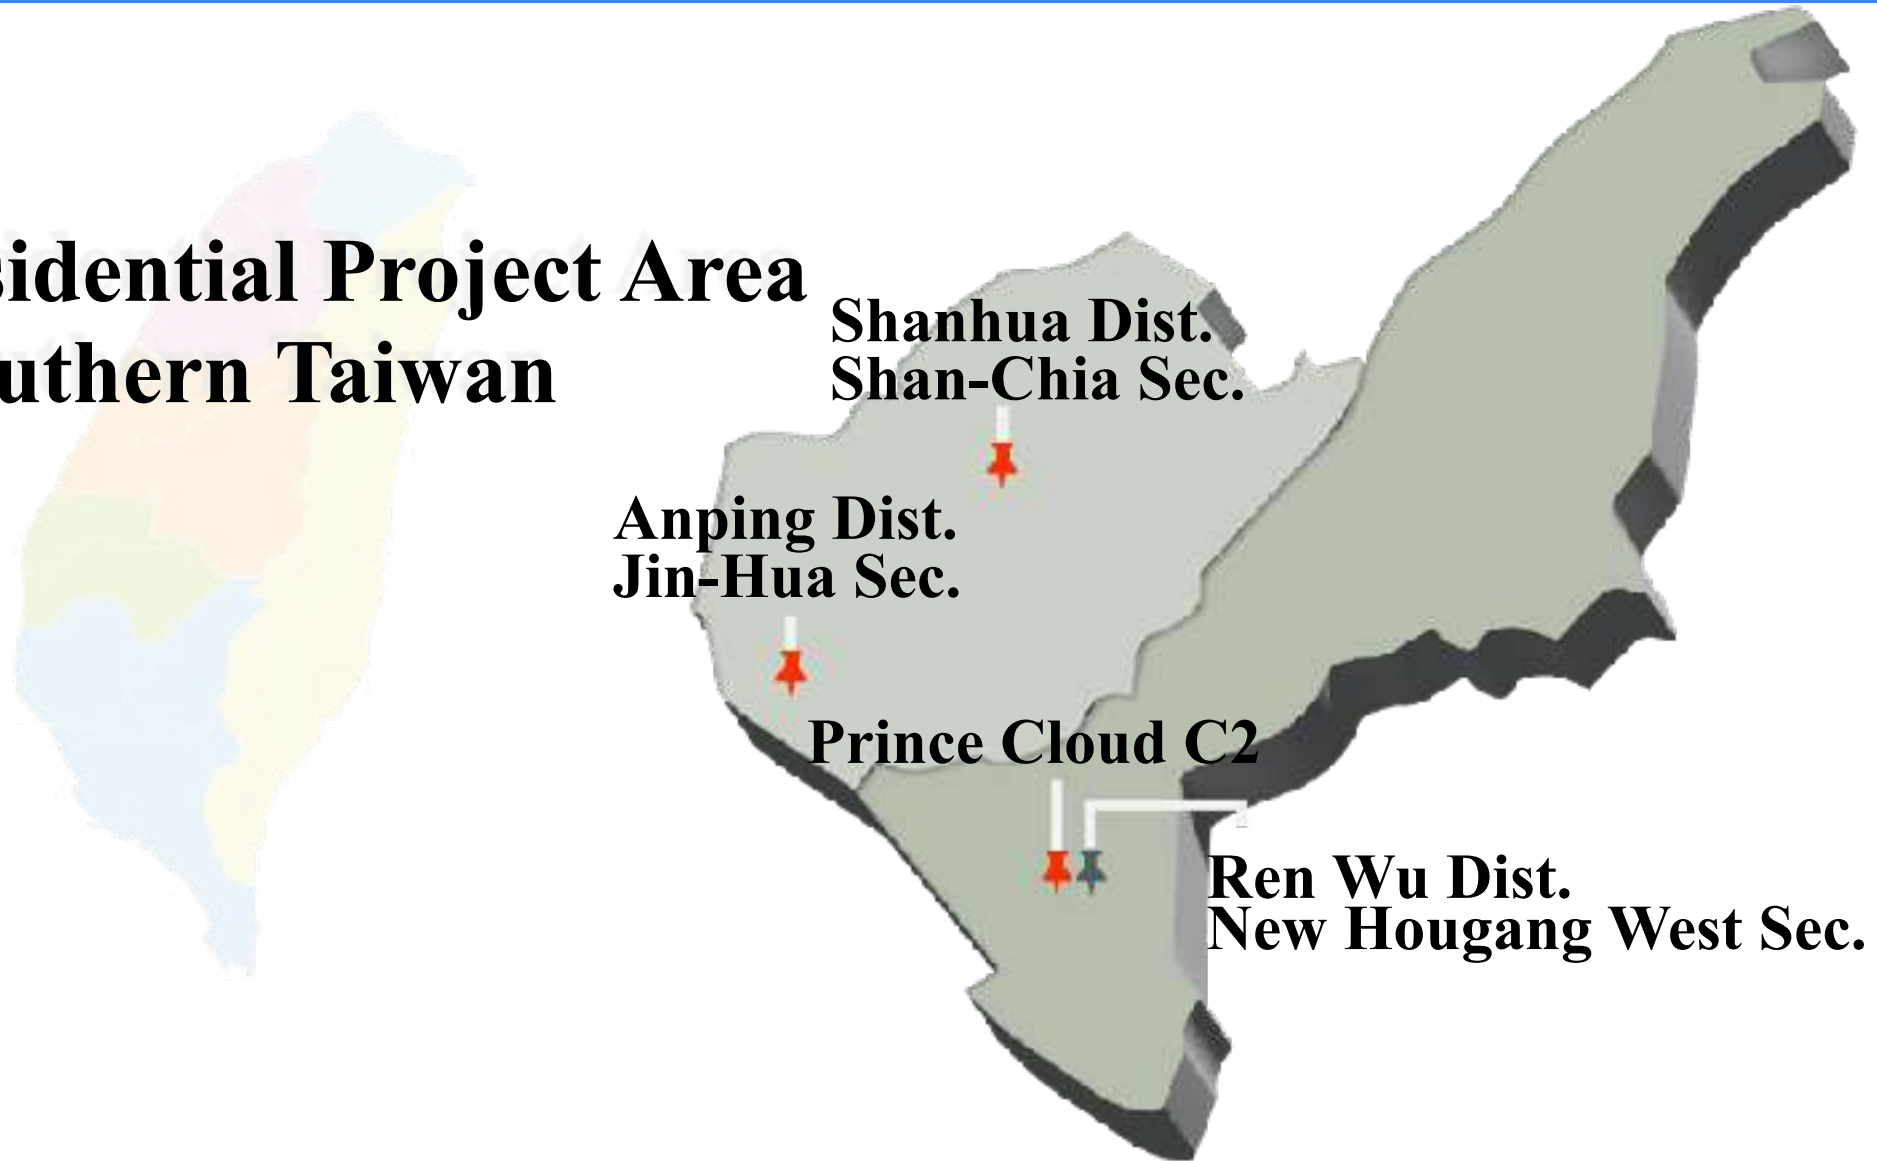 sidential Project Area
uthern Taiwan
Shanhua Dist.
Shan-Chia Sec.
Anping Dist.
Jin-Hua Sec.
Prince Cloud C2
Ren Wu Dist.
New Hougang West Sec.